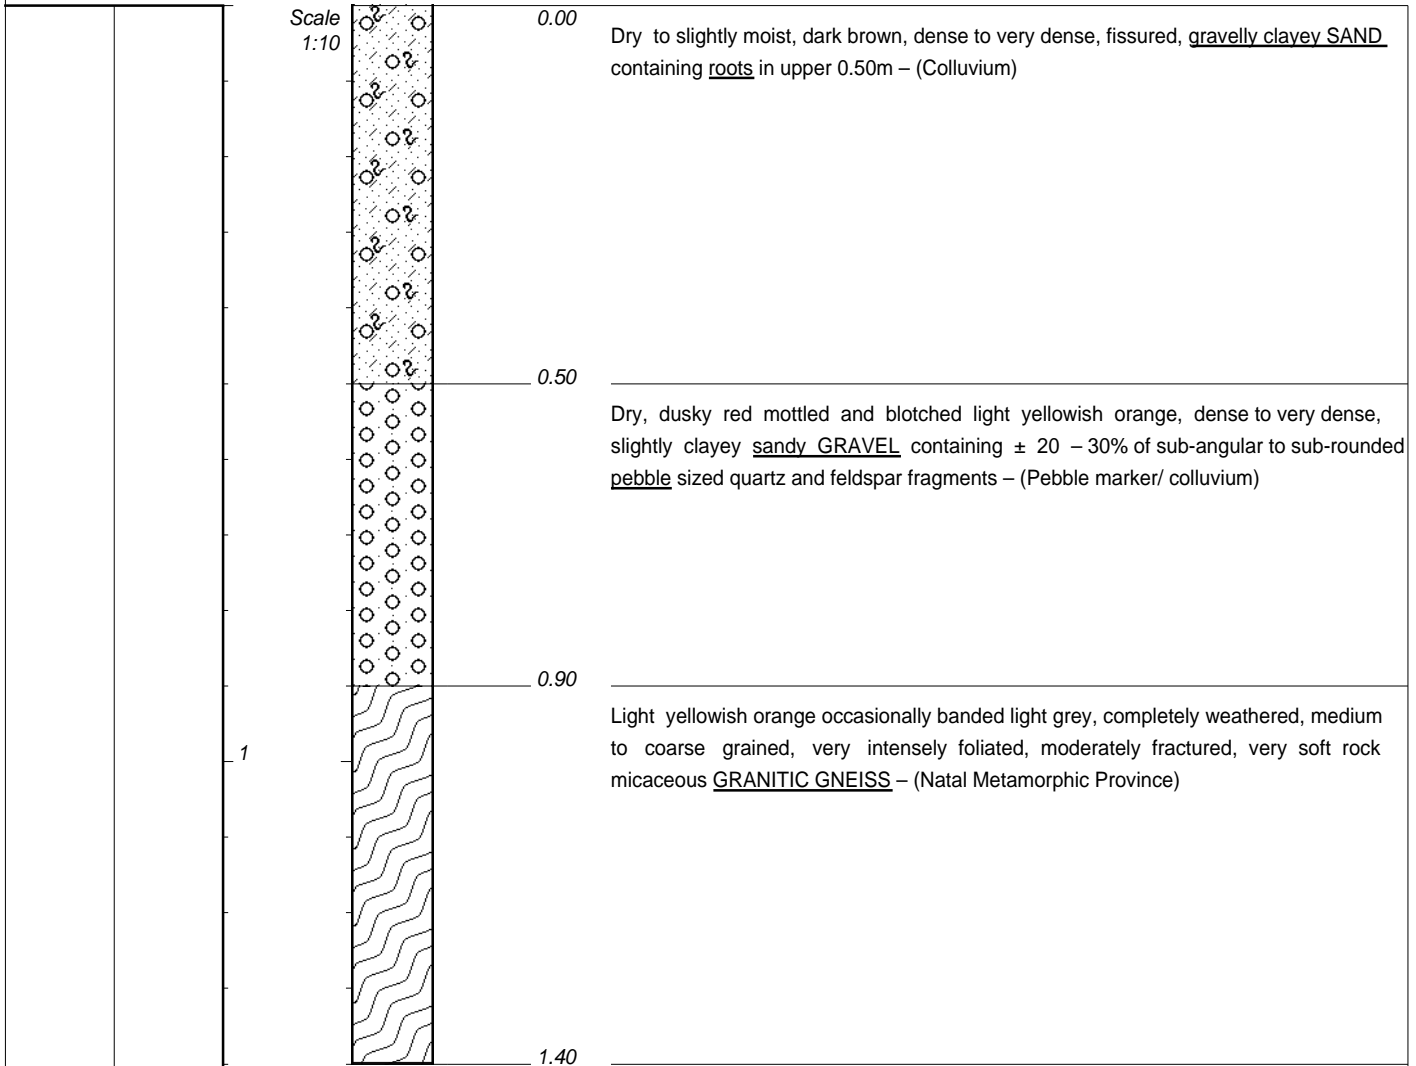 Scale
1:10
0.00
Dry to slightly moist, dark brown, dense to very dense, fissured, gravelly clayey SAND
containing roots in upper 0.50m – (Colluvium)
0.50
Dry, dusky red mottled and blotched light yellowish orange, dense to very dense,
slightly clayey sandy GRAVEL containing ± 20 – 30% of sub-angular to sub-rounded
pebble sized quartz and feldspar fragments – (Pebble marker/ colluvium)
0.90
Light yellowish orange occasionally banded light grey, completely weathered, medium
to coarse grained, very intensely foliated, moderately fractured, very soft rock
micaceous GRANITIC GNEISS – (Natal Metamorphic Province)
1
1.40